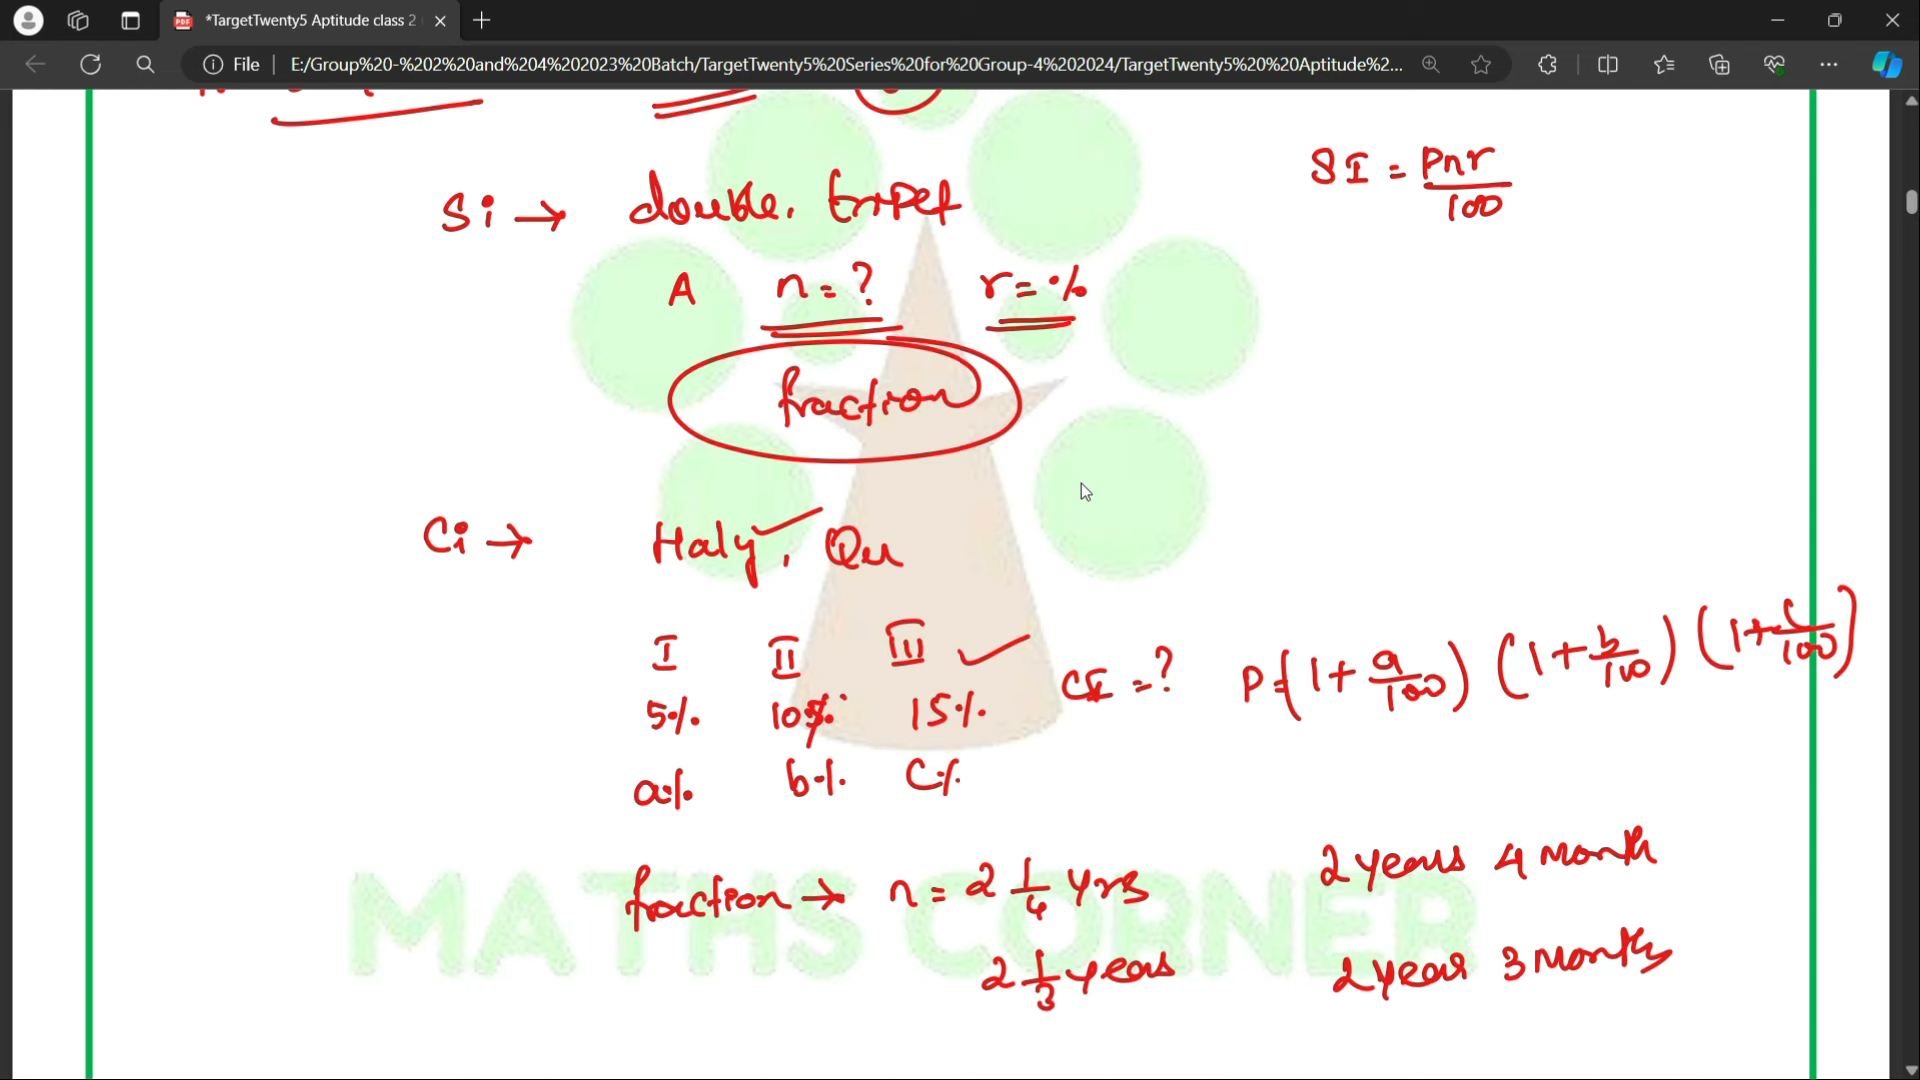 *TargetTwenty5 Aptitude class 2
File
E:/Group%20-%202%20and%204%202023%20Batch/TargetTwenty5%20Series%20for%20Group-4%202024/TargetTwenty5%20%20Aptitude%2...
SI = pnr/100
Si → double,
A n = ? r = %
fraction
Ci → Haly, Qu
I II III
5% 10% 15% CI = ? P = (1 + a/100) (1 + b/100) (1 + c/100)
a% b% c%
fraction → n = 2 1/4 yrs 2 years 4 month
2 1/3 years 2 year 3 months
MATHS CORNER